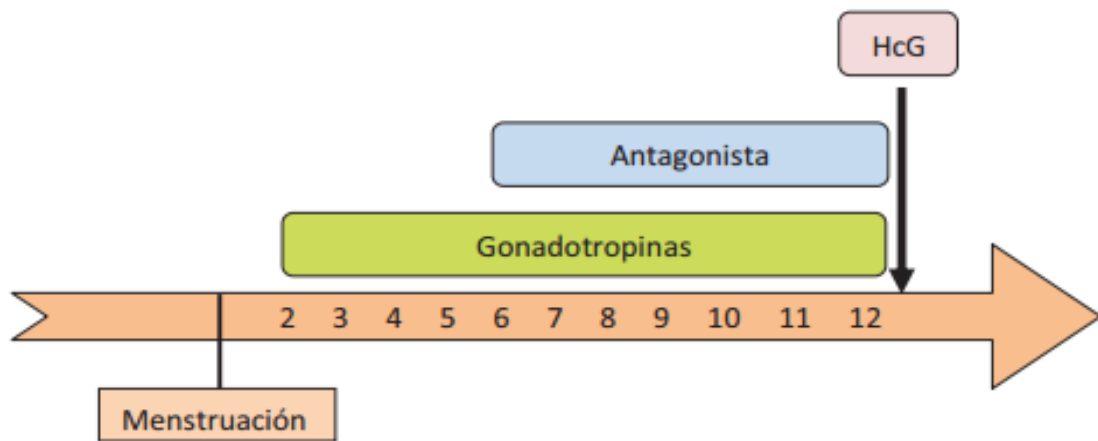 HcG
Antagonista
Gonadotropinas
2 3 4 5 6 7 8 9 10 11 12
Menstruación